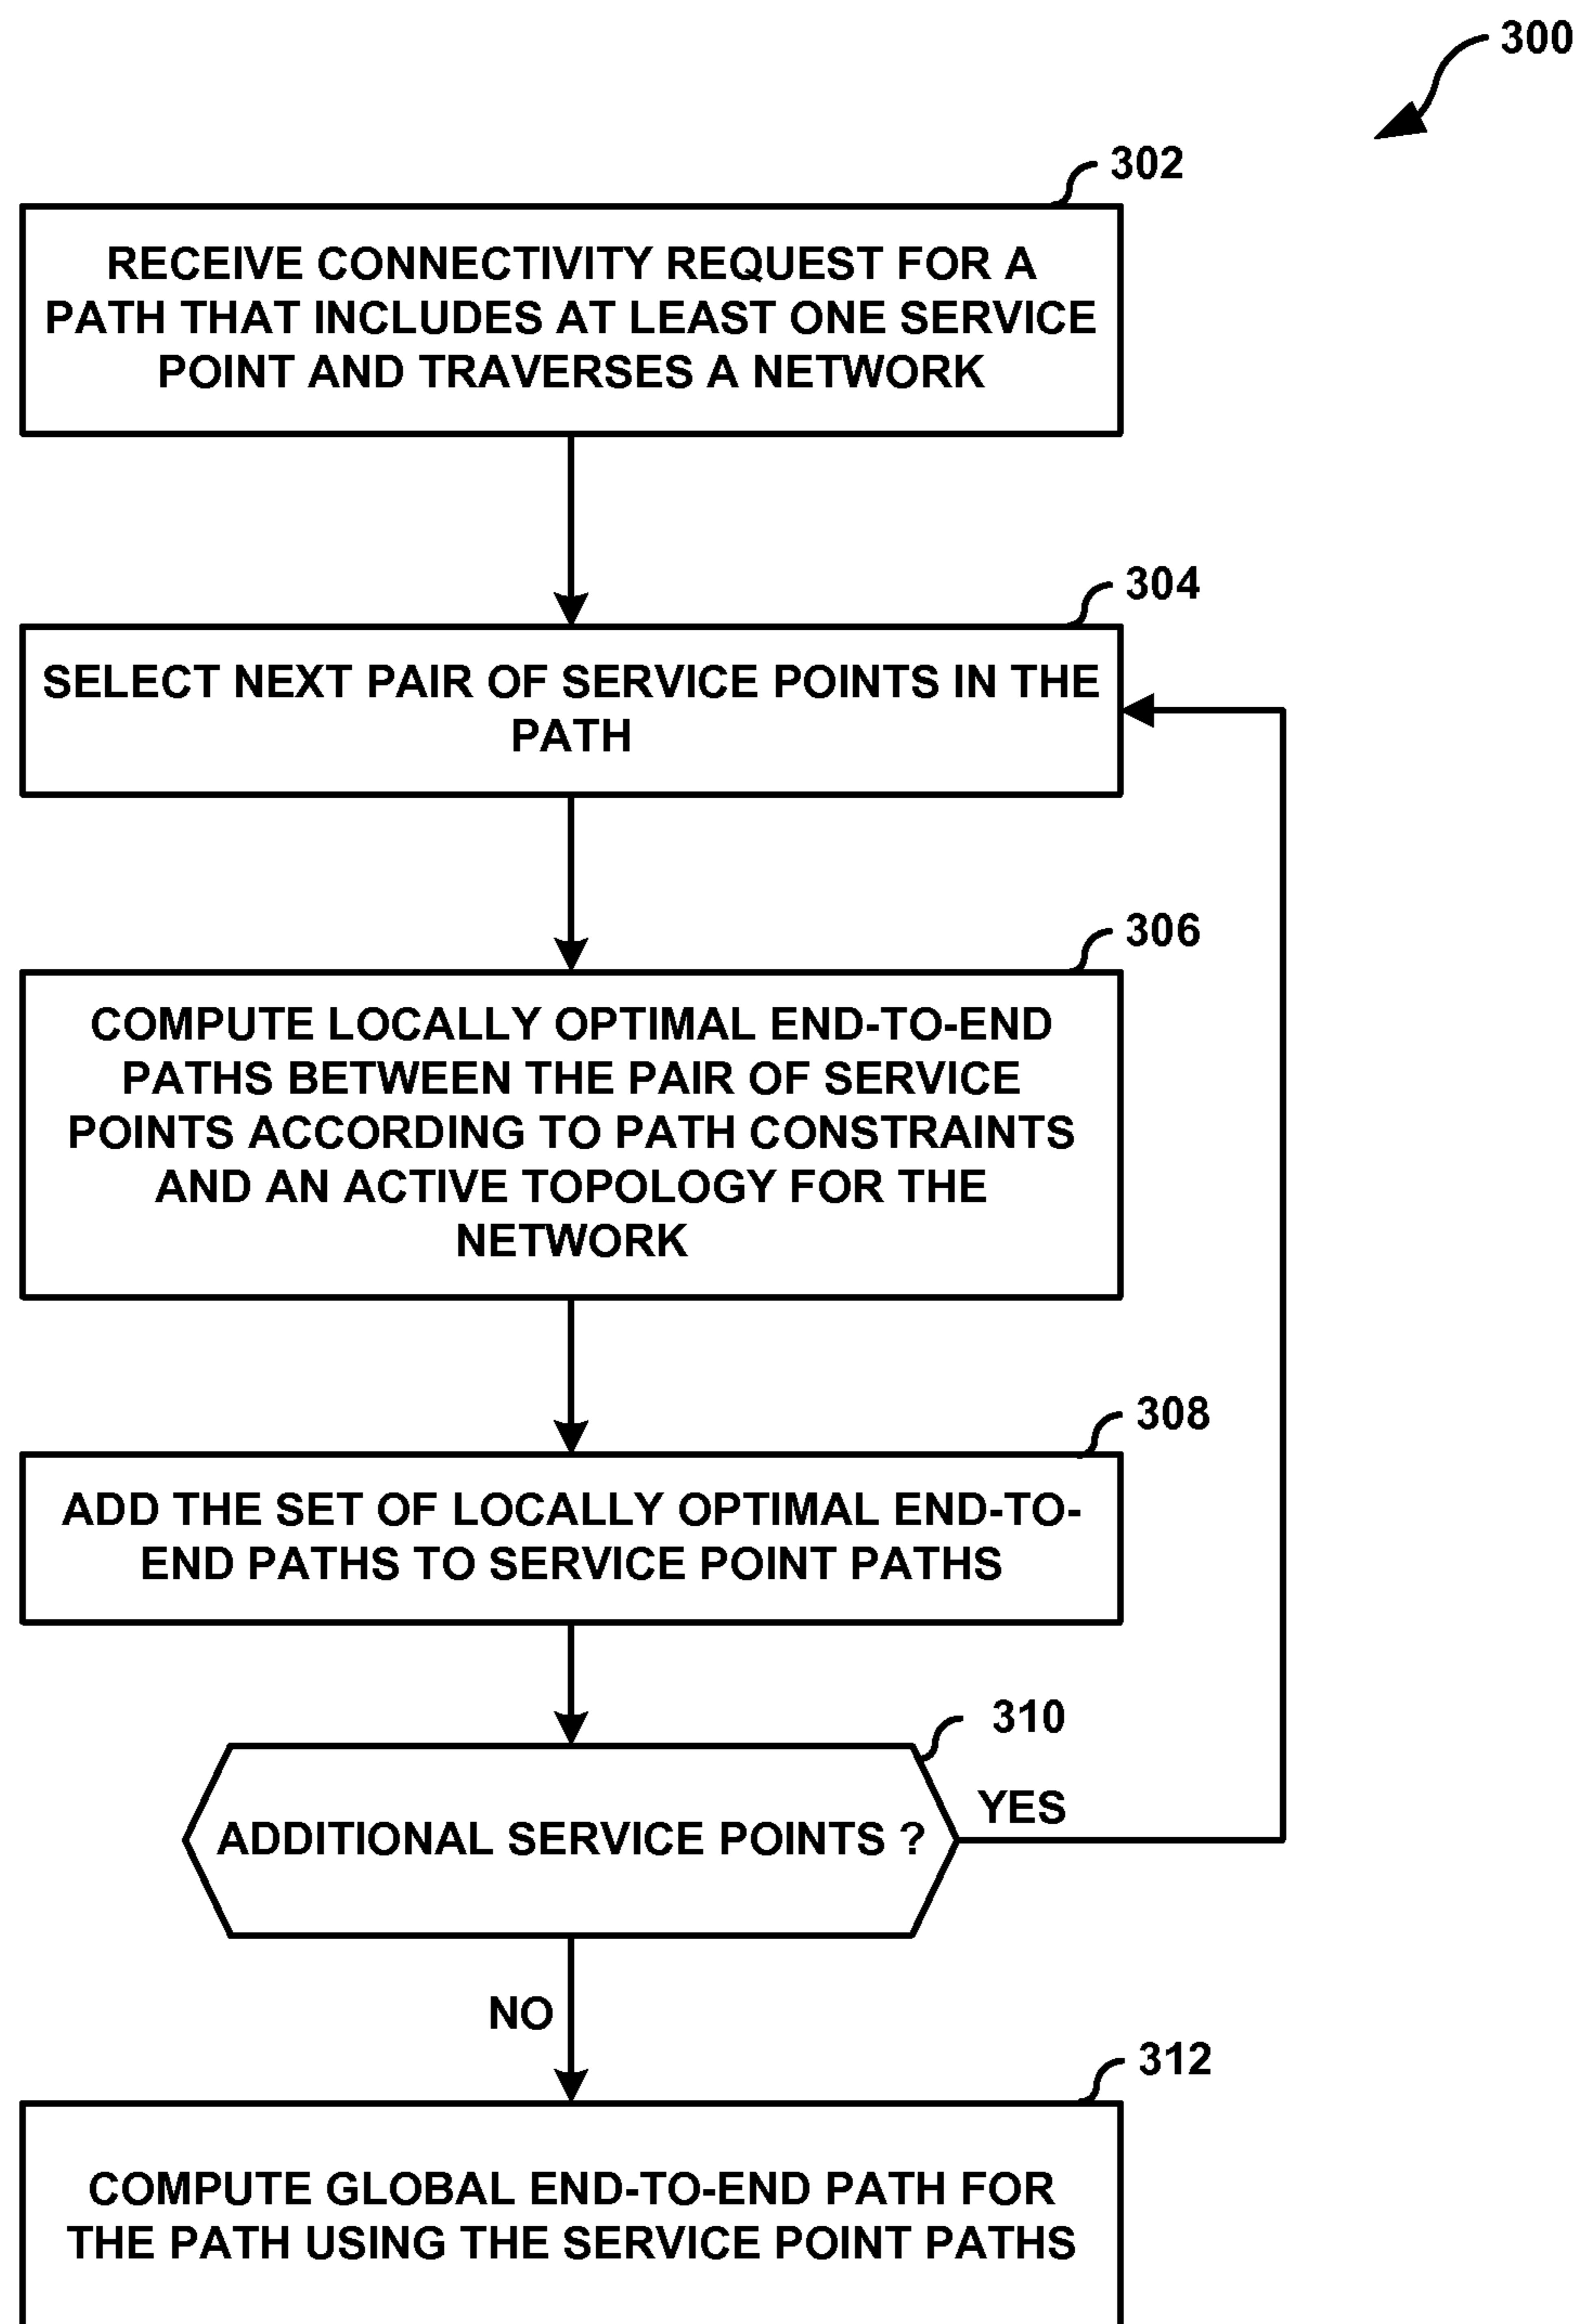 300
302
RECEIVE CONNECTIVITY REQUEST FOR A
PATH THAT INCLUDES AT LEAST ONE SERVICE
POINT AND TRAVERSES A NETWORK
304
SELECT NEXT PAIR OF SERVICE POINTS IN THE
PATH
306
COMPUTE LOCALLY OPTIMAL END-TO-END
PATHS BETWEEN THE PAIR OF SERVICE
POINTS ACCORDING TO PATH CONSTRAINTS
AND AN ACTIVE TOPOLOGY FOR THE
NETWORK
308
ADD THE SET OF LOCALLY OPTIMAL END-TO-
END PATHS TO SERVICE POINT PATHS
310
YES
ADDITIONAL SERVICE POINTS ?
NO
312
COMPUTE GLOBAL END-TO-END PATH FOR
THE PATH USING THE SERVICE POINT PATHS